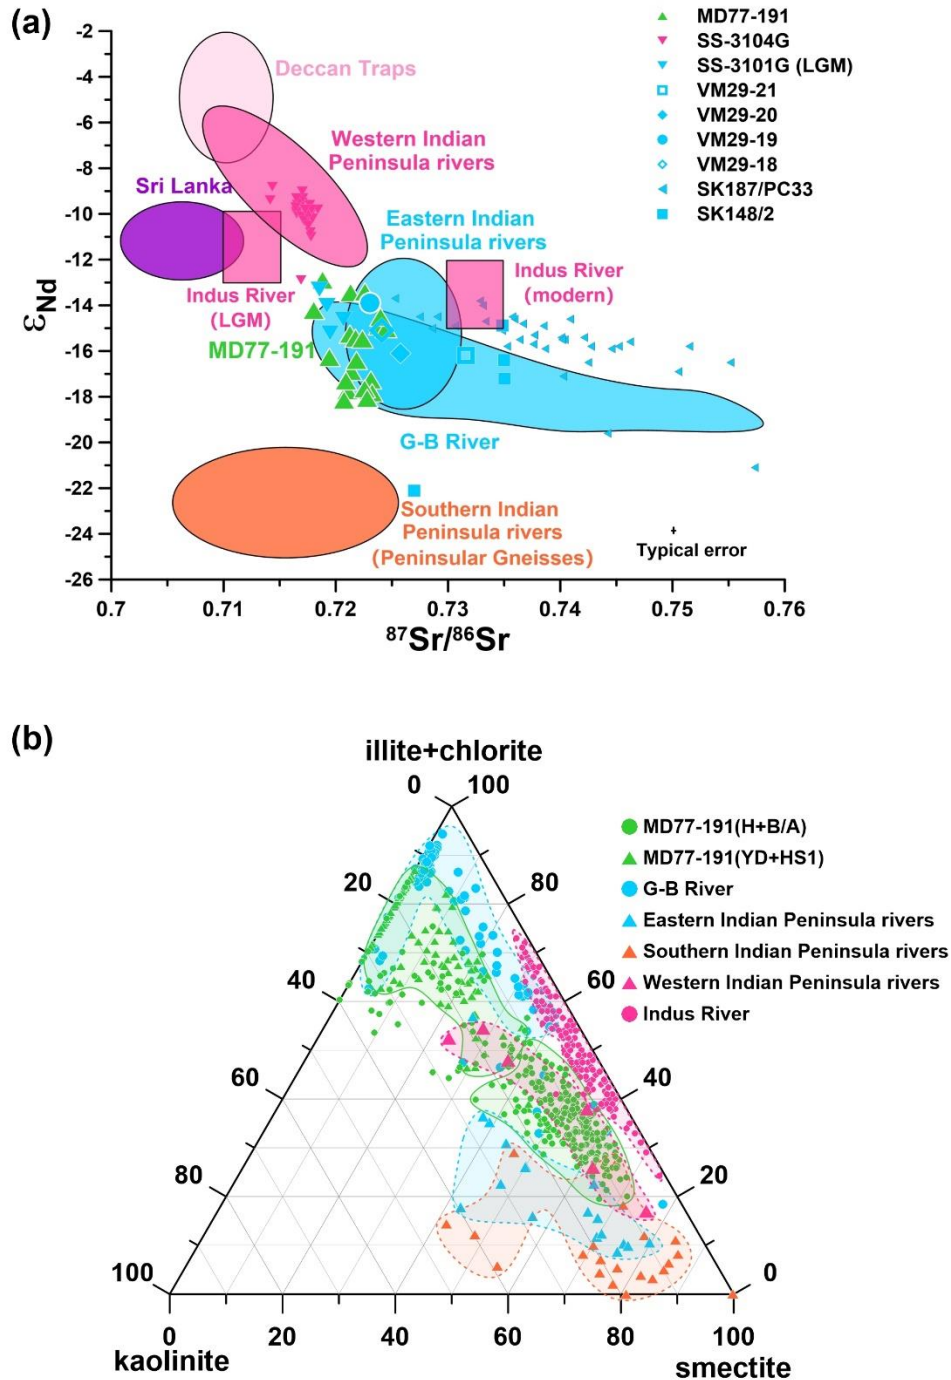 (a)
-2
-4
-6
-8
-10
-12
-14
-16
-18
-20
-22
-24
-26
εNd
0.7
0.71
0.72
0.73
0.74
0.75
0.76
87Sr/86Sr
Deccan Traps
Western Indian
Peninsula rivers
Sri Lanka
Eastern Indian
Peninsula rivers
Indus River
(LGM)
Indus River
(modern)
MD77-191
G-B River
Southern Indian
Peninsula rivers
(Peninsular Gneisses)
Typical error
MD77-191
SS-3104G
SS-3101G (LGM)
VM29-21
VM29-20
VM29-19
VM29-18
SK187/PC33
SK148/2
(b)
illite+chlorite
0
100
20
80
40
60
60
40
80
20
100
0
0
20
40
60
80
100
kaolinite
smectite
MD77-191(H+B/A)
MD77-191(YD+HS1)
G-B River
Eastern Indian Peninsula rivers
Southern Indian Peninsula rivers
Western Indian Peninsula rivers
Indus River